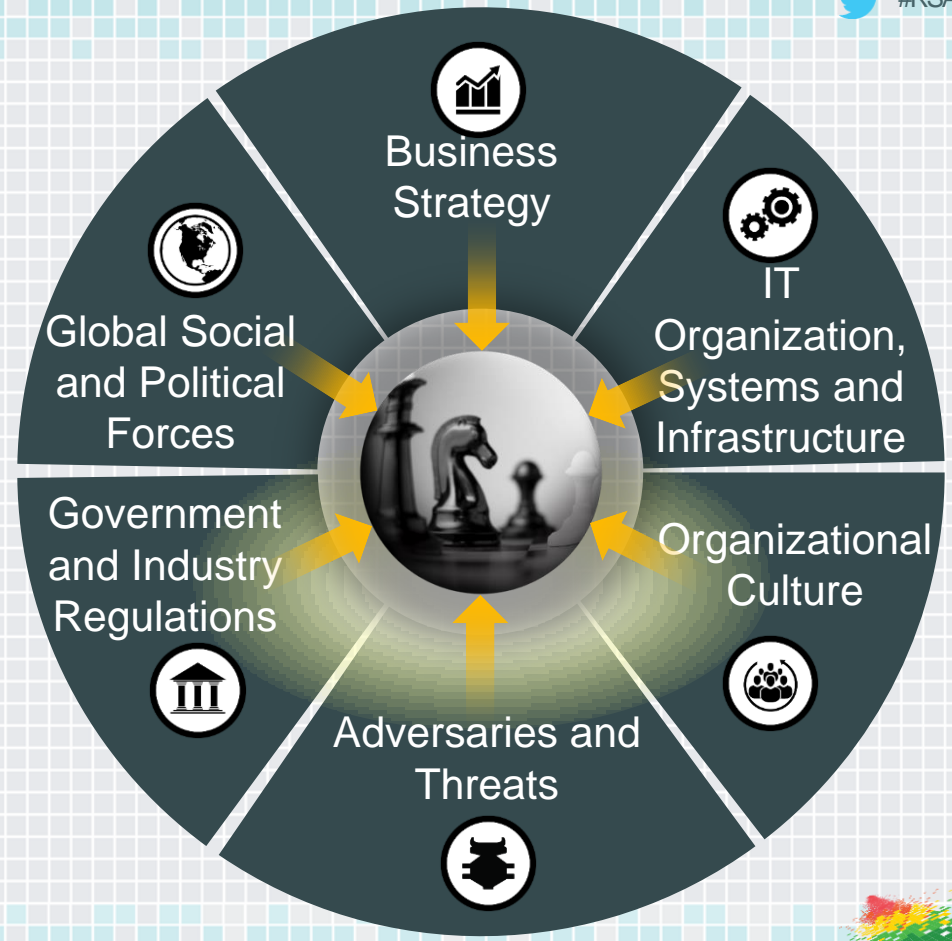 #RSA
Business
Strategy
IT
Organization,
Systems and
Infrastructure
Global Social
and Political
Forces
Government
and Industry
Regulations
Organizational
Culture
Adversaries and
Threats